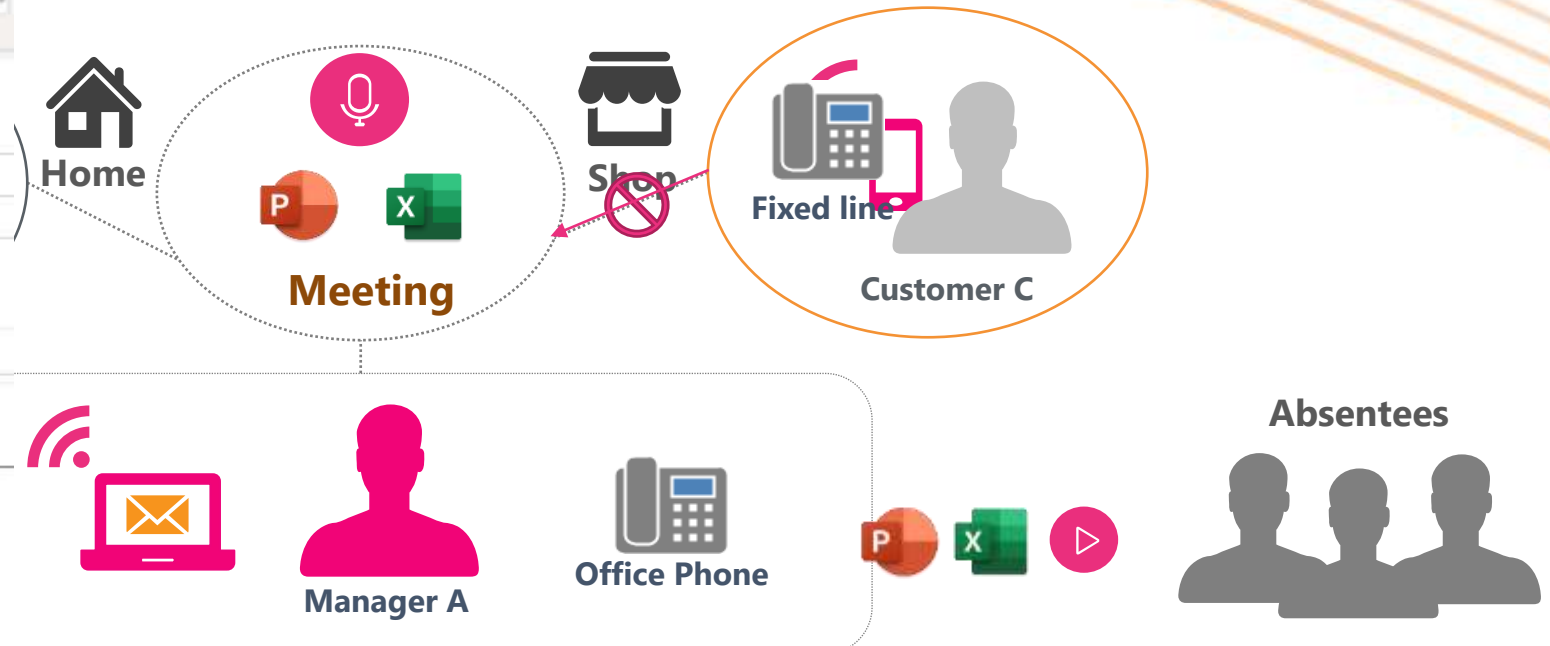 Home
Shop
P
X
Fixed line
Meeting
Customer C
Absentees
P
X
Office Phone
Manager A